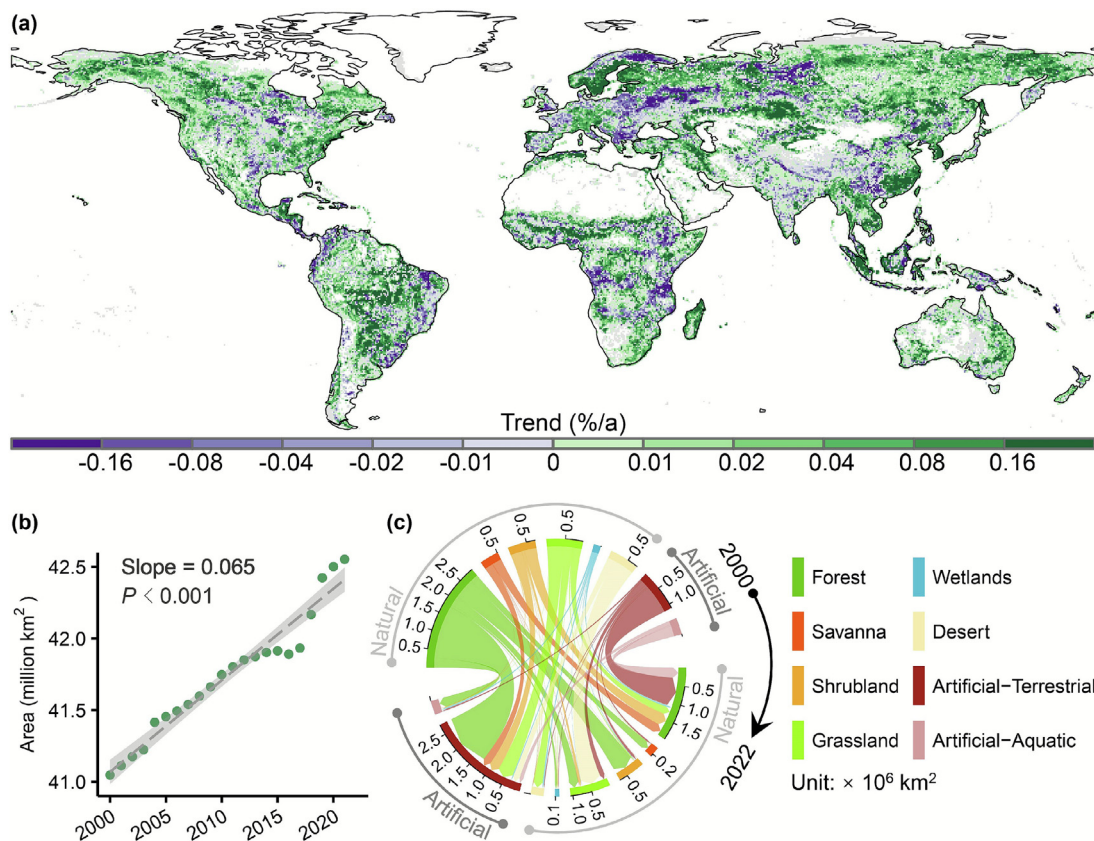 (a)
Trend (%/a)
-0.16 -0.08 -0.04 -0.02 -0.01 0 0.01 0.02 0.04 0.08 0.16
(b)
Slope = 0.065
P < 0.001
Area (million km²)
42.5
42.0
41.5
41.0
2000 2005 2010 2015 2020
(c)
Natural
0.5 1.0 1.5 2.0 2.5
0.5
0.5
0.5
0.5
Artificial
0.5 1.0
2000
2022
Natural
0.5 1.0 1.5
0.2
0.5
0.5 1.0
0.1
Artificial
0.5 1.0 1.5 2.0 2.5
Forest
Savanna
Shrubland
Grassland
Wetlands
Desert
Artificial−Terrestrial
Artificial−Aquatic
Unit: × 10⁶ km²